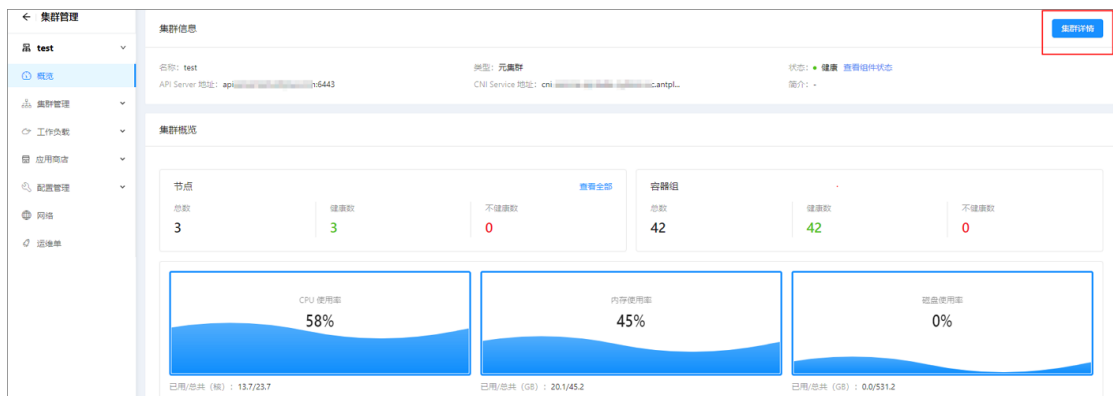 ← 集群管理
集群信息
集群详情
test
名称: test
类型: 元集群
状态: 健康 查看组件状态
概览
API Server 地址: api n:6443
CNI Service 地址: cni c.antpl...
简介: -
集群管理
集群概览
工作负载
应用商店
配置管理
网络
运维单
节点
查看全部
总数
健康数
不健康数
3
3
0
容器组
-
总数
健康数
不健康数
42
42
0
CPU 使用率
58%
已用/总共 (核) : 13.7/23.7
内存使用率
45%
已用/总共 (GB) : 20.1/45.2
磁盘使用率
0%
已用/总共 (GB) : 0.0/531.2